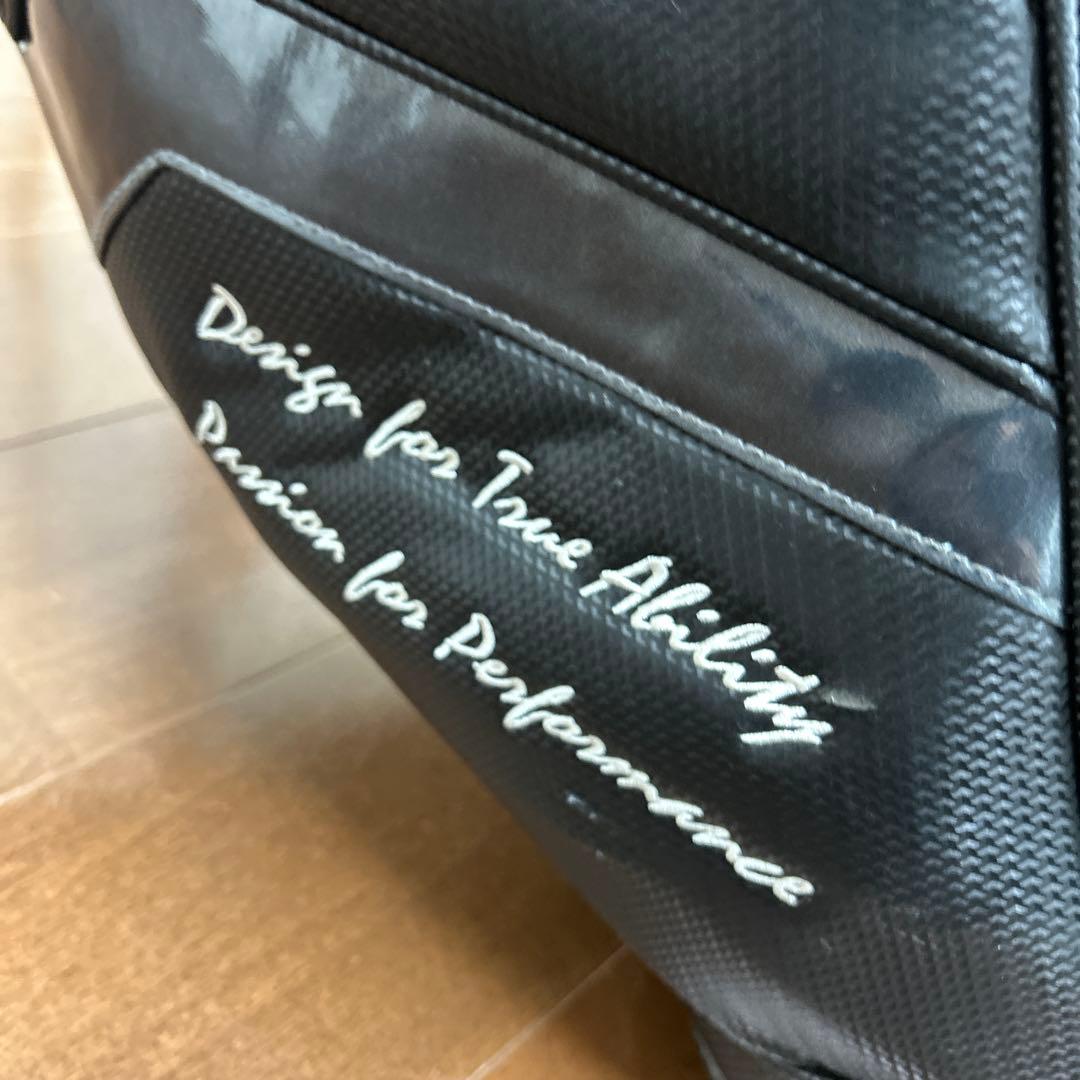 Design for True Ability
Passion for Performance